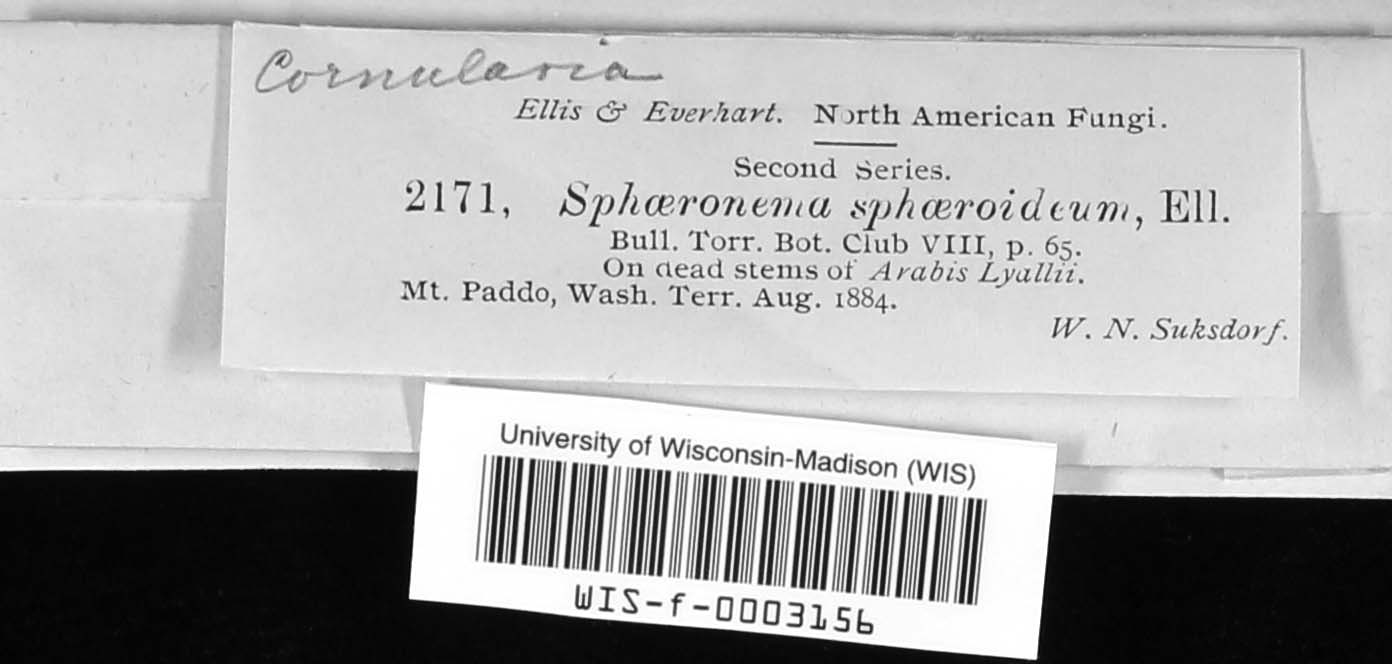 Cornularia
Ellis & Everhart. North American Fungi.
Second Series.
2171, Sphæronema sphæroideum, Ell.
Bull. Torr. Bot. Club VIII, p. 65.
On dead stems of Arabis Lyallii.
Mt. Paddo, Wash. Terr. Aug. 1884.
W. N. Suksdorf.
University of Wisconsin-Madison (WIS)
WIS-f-0003156